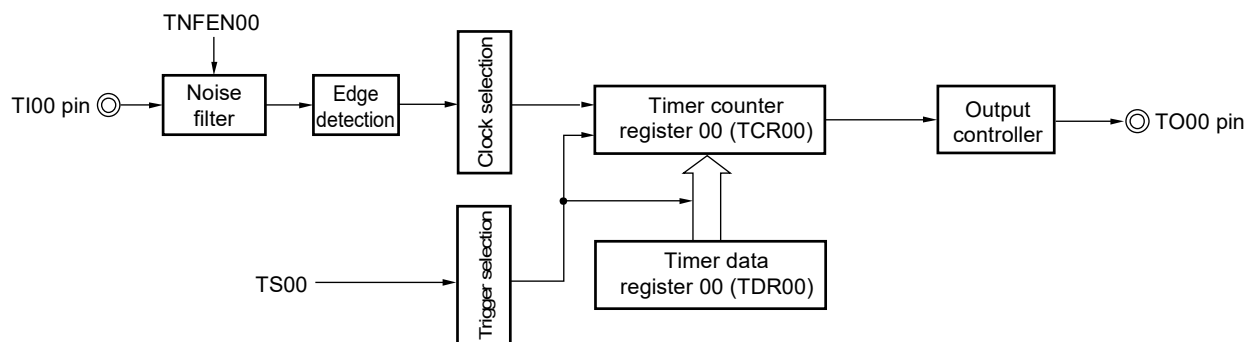 TNFEN00
TI00 pin
Noise
filter
Edge
detection
Clock selection
Timer counter
register 00 (TCR00)
Output
controller
TO00 pin
TS00
Trigger selection
Timer data
register 00 (TDR00)